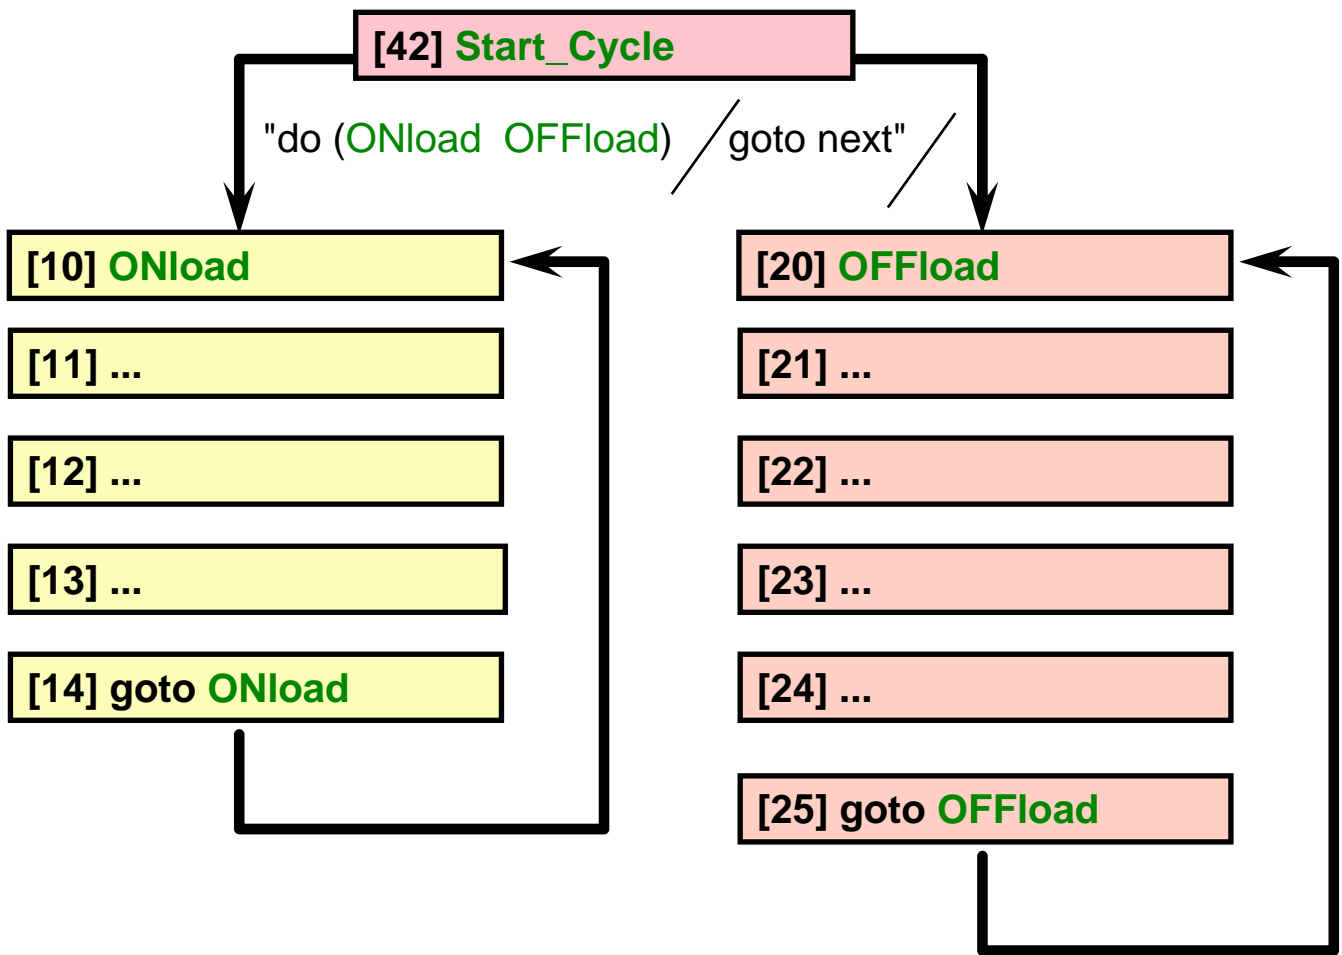 [42] Start_Cycle
"do (ONload  OFFload) / goto next" /
[10] ONload
[11] ...
[12] ...
[13] ...
[14] goto ONload
[20] OFFload
[21] ...
[22] ...
[23] ...
[24] ...
[25] goto OFFload